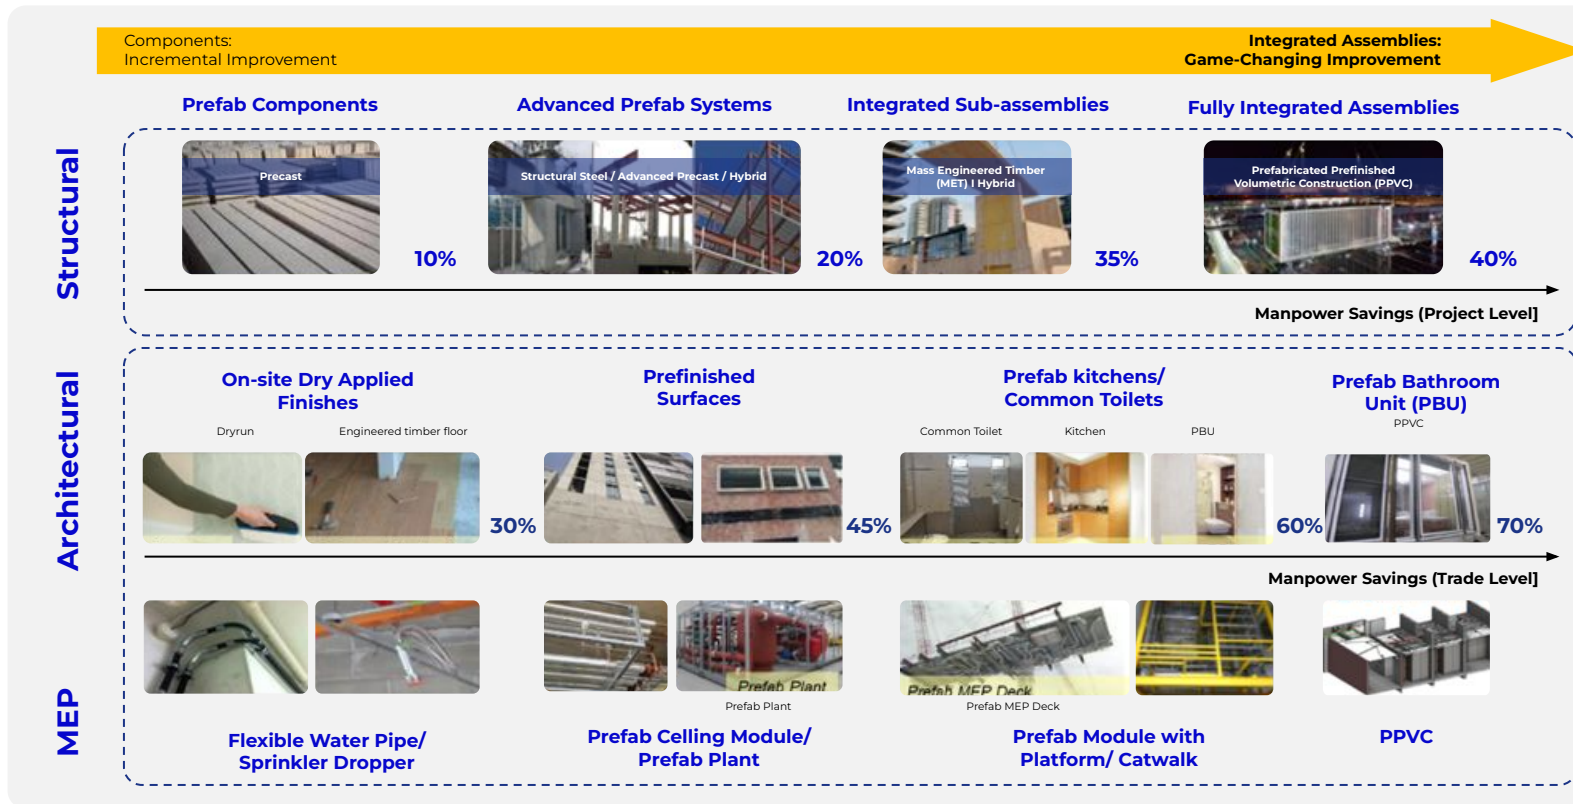 Components:
Incremental Improvement
Integrated Assemblies:
Game-Changing Improvement
Prefab Components
Advanced Prefab Systems
Integrated Sub-assemblies
Fully Integrated Assemblies
Structural
Precast
Structural Steel / Advanced Precast / Hybrid
Mass Engineered Timber
(MET) I Hybrid
Prefabricated Prefinished
Volumetric Construction (PPVC)
10%
20%
35%
40%
Manpower Savings (Project Level]
Architectural
On-site Dry Applied
Finishes
Prefinished
Surfaces
Prefab kitchens/
Common Toilets
Prefab Bathroom
Unit (PBU)
Dryrun
Engineered timber floor
Common Toilet
Kitchen
PBU
PPVC
30%
45%
60%
70%
Manpower Savings (Trade Level]
MEP
Prefab Plant
Prefab MEP Deck
Prefab Plant
Prefab MEP Deck
Flexible Water Pipe/
Sprinkler Dropper
Prefab Celling Module/
Prefab Plant
Prefab Module with
Platform/ Catwalk
PPVC